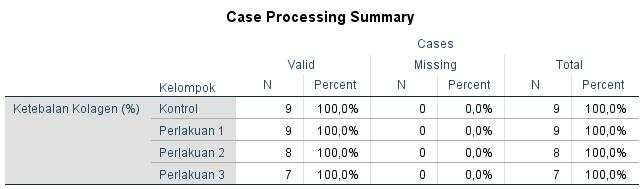 Case Processing Summary
Cases
Valid Missing Total
Kelompok N Percent N Percent N Percent
Ketebalan Kolagen (%) Kontrol 9 100,0% 0 0,0% 9 100,0%
Perlakuan 1 9 100,0% 0 0,0% 9 100,0%
Perlakuan 2 8 100,0% 0 0,0% 8 100,0%
Perlakuan 3 7 100,0% 0 0,0% 7 100,0%